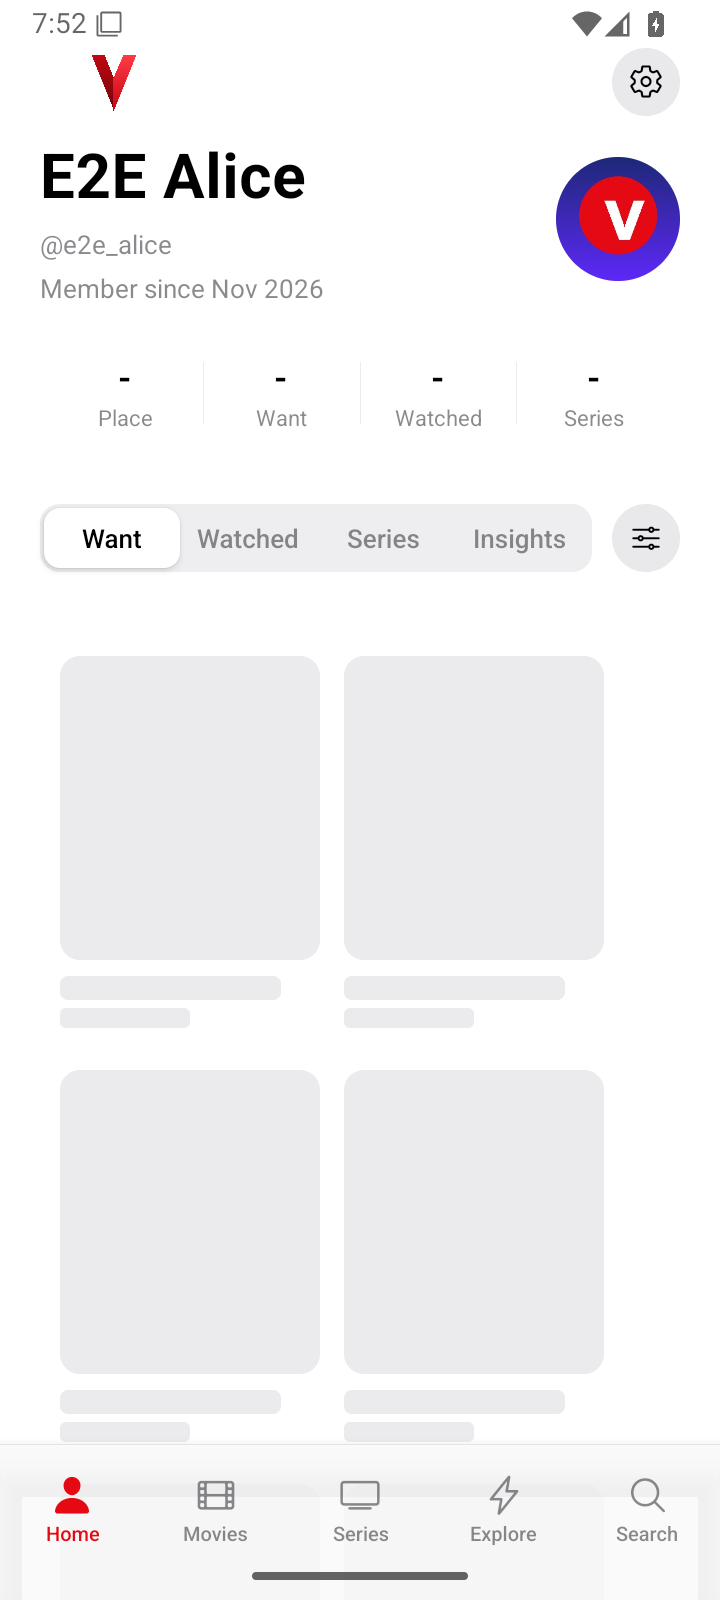 7:52
E2E Alice
@e2e_alice
Member since Nov 2026
- - - -
Place Want Watched Series
Want Watched Series Insights
Home Movies Series Explore Search